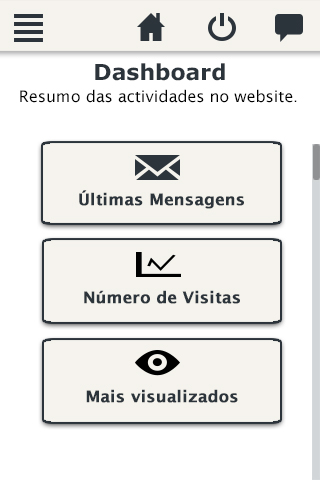 Dashboard
Resumo das actividades no website.
Últimas Mensagens
Número de Visitas
Mais visualizados